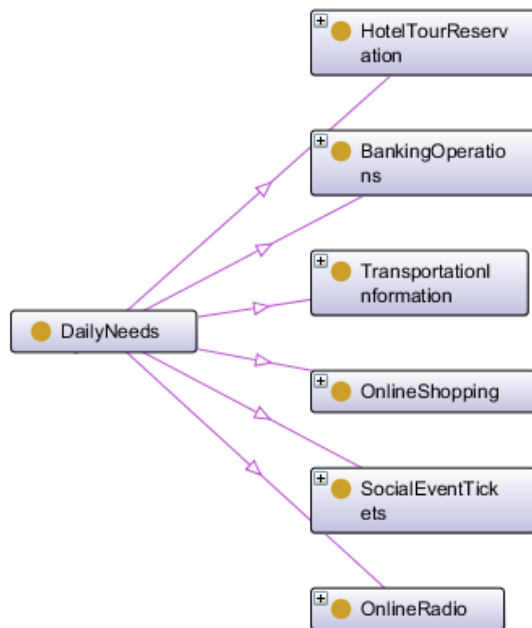 HotelTourReserv
ation
BankingOperatio
ns
TransportationI
nformation
DailyNeeds
OnlineShopping
SocialEventTick
ets
OnlineRadio